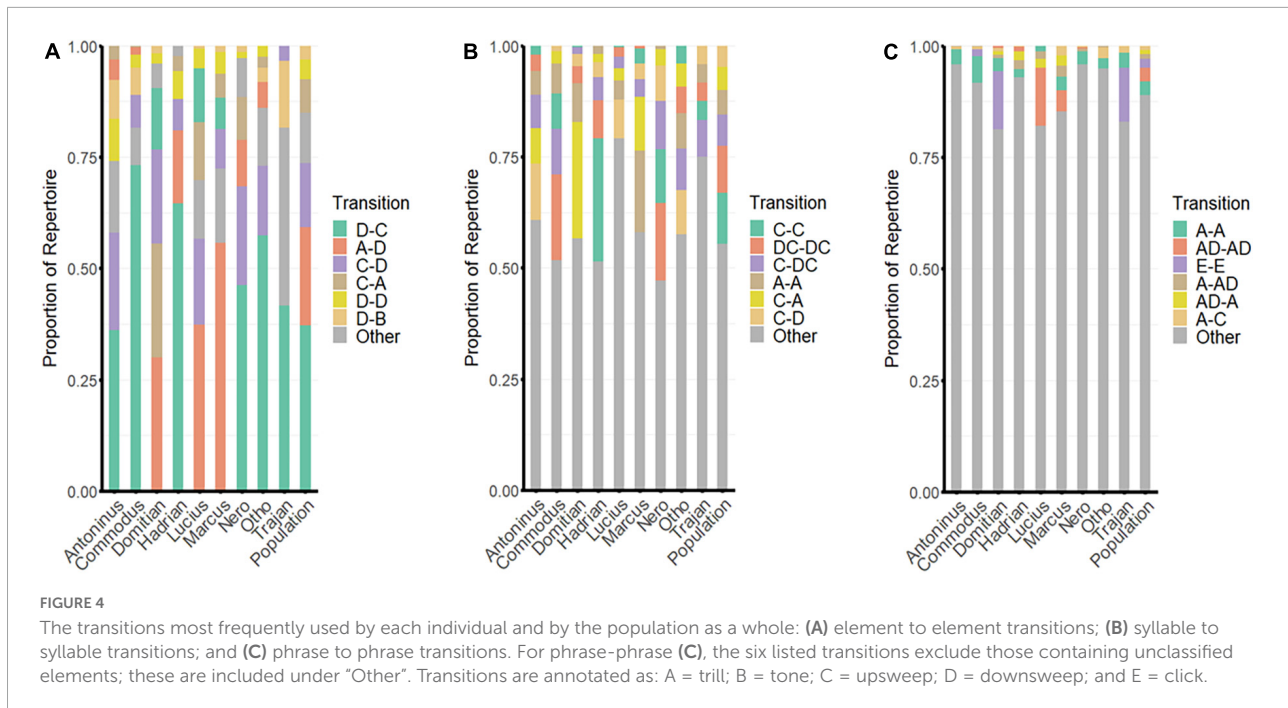 A
Proportion of Repertoire
1.00
0.75
0.50
0.25
0.00
Antoninus
Commodus
Domitian
Hadrian
Lucius
Marcus
Nero
Otho
Trajan
Population
Transition
D-C
A-D
C-D
C-A
D-D
D-B
Other
B
Proportion of Repertoire
1.00
0.75
0.50
0.25
0.00
Antoninus
Commodus
Domitian
Hadrian
Lucius
Marcus
Nero
Otho
Trajan
Population
Transition
C-C
DC-DC
C-DC
A-A
C-A
C-D
Other
C
Proportion of Repertoire
1.00
0.75
0.50
0.25
0.00
Antoninus
Commodus
Domitian
Hadrian
Lucius
Marcus
Nero
Otho
Trajan
Population
Transition
A-A
AD-AD
E-E
A-AD
AD-A
A-C
Other
FIGURE 4
The transitions most frequently used by each individual and by the population as a whole: (A) element to element transitions; (B) syllable to
syllable transitions; and (C) phrase to phrase transitions. For phrase-phrase (C), the six listed transitions exclude those containing unclassified
elements; these are included under "Other". Transitions are annotated as: A = trill; B = tone; C = upsweep; D = downsweep; and E = click.